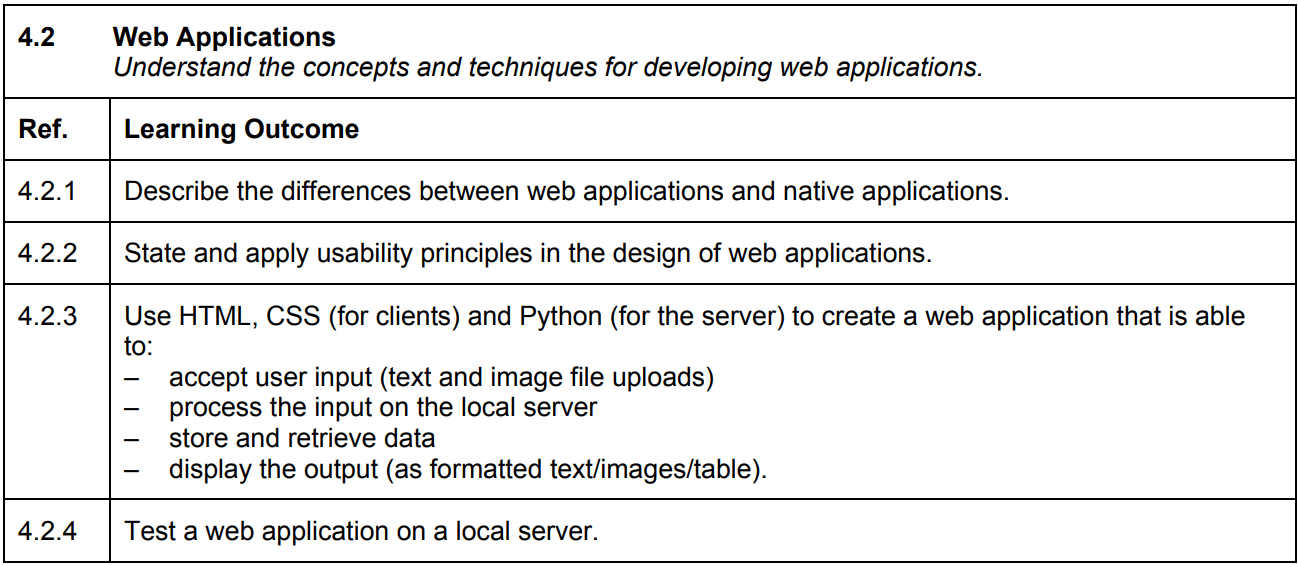 4.2 Web Applications
Understand the concepts and techniques for developing web applications.
Ref. Learning Outcome
4.2.1 Describe the differences between web applications and native applications.
4.2.2 State and apply usability principles in the design of web applications.
4.2.3 Use HTML, CSS (for clients) and Python (for the server) to create a web application that is able
to:
– accept user input (text and image file uploads)
– process the input on the local server
– store and retrieve data
– display the output (as formatted text/images/table).
4.2.4 Test a web application on a local server.